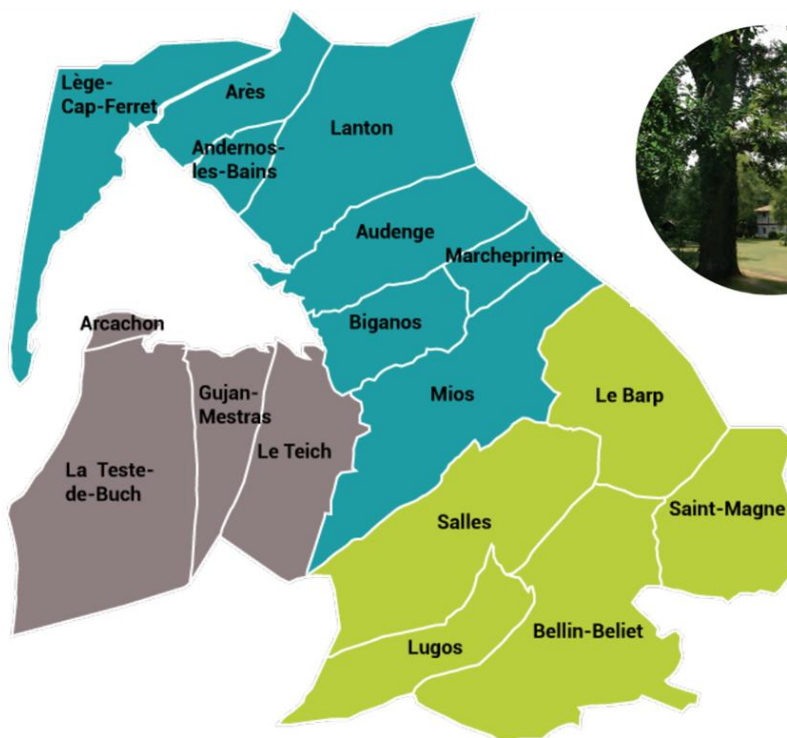 Lège-
Cap-Ferret
Arès
Andernos-
les-Bains
Lanton
Audenge
Marcheprime
Biganos
Arcachon
Gujan-
Mestras
Le Teich
La Teste-
de-Buch
Mios
Le Barp
Saint-Magne
Salles
Lugos
Bellin-Beliet